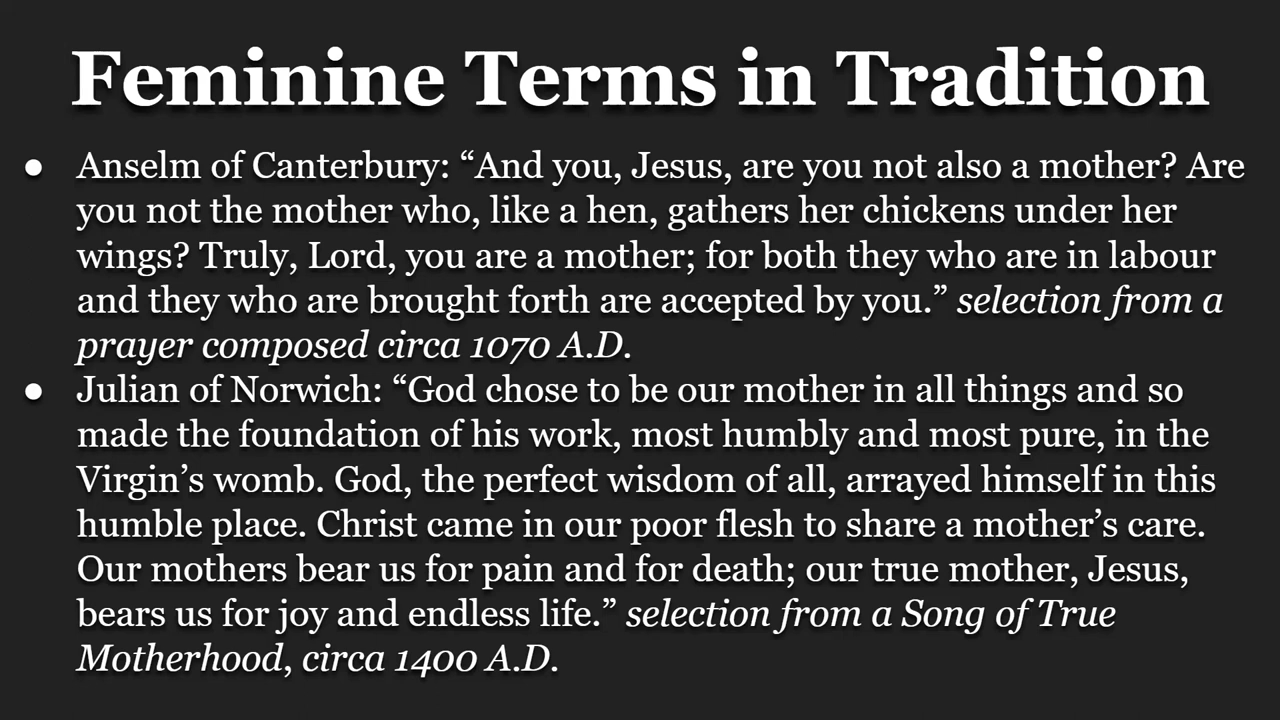 Feminine Terms in Tradition
● Anselm of Canterbury: “And you, Jesus, are you not also a mother? Are
you not the mother who, like a hen, gathers her chickens under her
wings? Truly, Lord, you are a mother; for both they who are in labour
and they who are brought forth are accepted by you.” selection from a
prayer composed circa 1070 A.D.
● Julian of Norwich: “God chose to be our mother in all things and so
made the foundation of his work, most humbly and most pure, in the
Virgin’s womb. God, the perfect wisdom of all, arrayed himself in this
humble place. Christ came in our poor flesh to share a mother’s care.
Our mothers bear us for pain and for death; our true mother, Jesus,
bears us for joy and endless life.” selection from a Song of True
Motherhood, circa 1400 A.D.